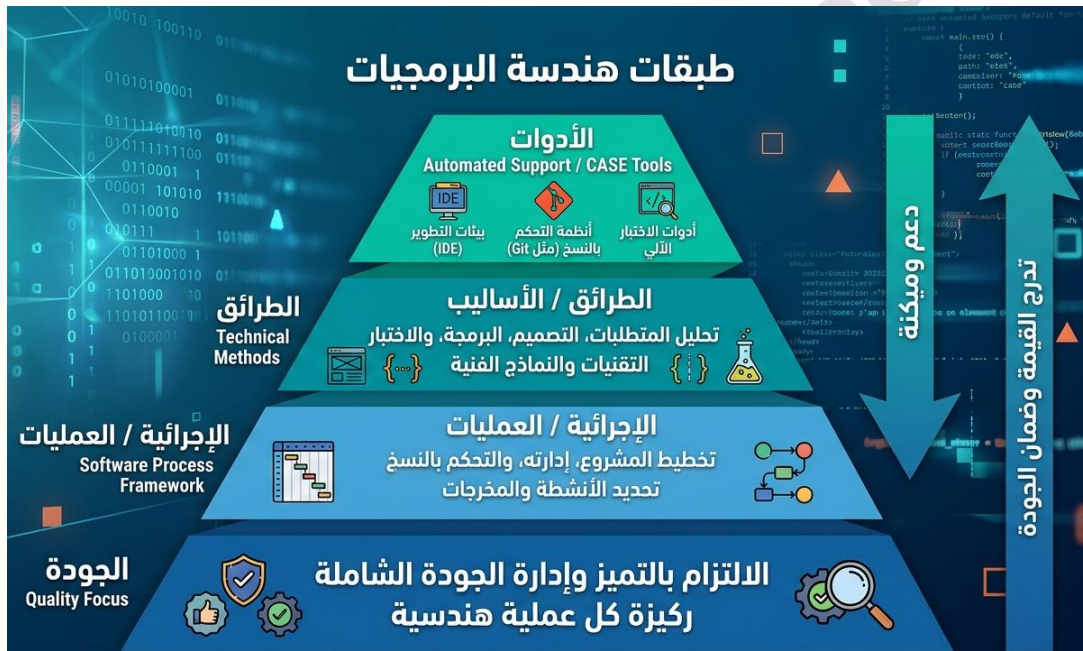 طبقات هندسة البرمجيات
الأدوات
Automated Support / CASE Tools
IDE
بيئات التطوير
(IDE)
أنظمة التحكم
بالنسخ (مثل Git)
أدوات الاختبار
الآلي
الطرائق
Technical
Methods
الطرائق / الأساليب
تحليل المتطلبات، التصميم، البرمجة، والاختبار
التقنيات والنماذج الفنية
الإجرائية / العمليات
Software Process
Framework
الإجرائية / العمليات
تخطيط المشروع، إدارته، والتحكم بالنسخ
تحديد الأنشطة والمخرجات
الجودة
Quality Focus
الالتزام بالتميز وإدارة الجودة الشاملة
ركيزة كل عملية هندسية
دعم وميكنة
تدرج القيمة وضمان الجودة